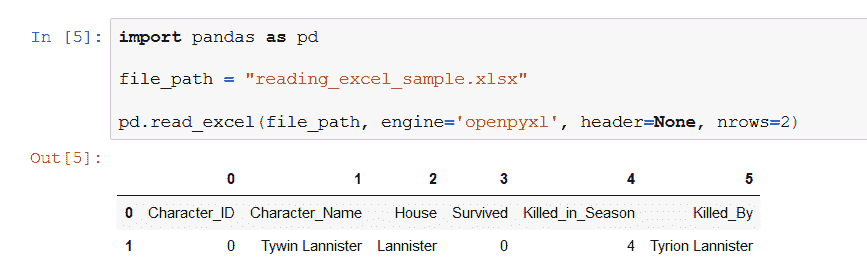 In [5]: import pandas as pd
file_path = "reading_excel_sample.xlsx"
pd.read_excel(file_path, engine='openpyxl', header=None, nrows=2)
Out[5]:
0 1 2 3 4 5
0 Character_ID Character_Name House Survived Killed_in_Season Killed_By
1 0 Tywin Lannister Lannister 0 4 Tyrion Lannister